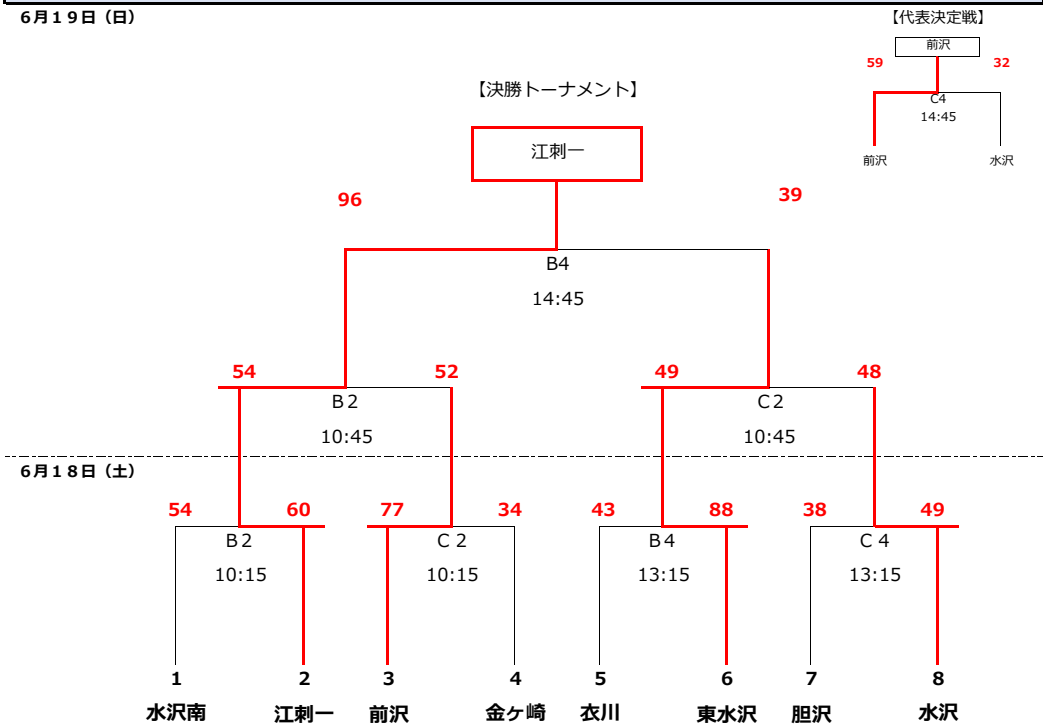 6月19日（日）
【代表決定戦】
前沢
59 32
C4
14:45
前沢 水沢
【決勝トーナメント】
江刺一
96 39
B4
14:45
54 52 49 48
B２ C２
10:45 10:45
6月18日（土）
54 60 77 34 43 88 38 49
B２ C２ B４ C４
10:15 10:15 13:15 13:15
1 2 3 4 5 6 7 8
水沢南 江刺一 前沢 金ヶ崎 衣川 東水沢 胆沢 水沢